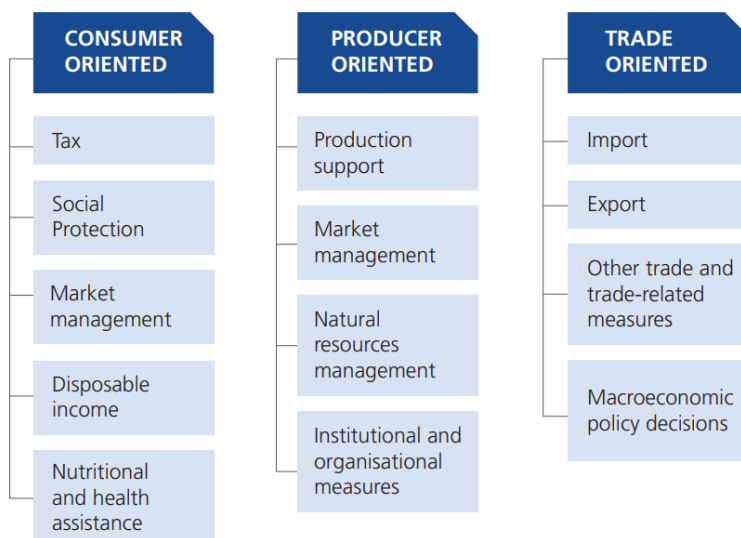 CONSUMER
ORIENTED
Tax
Social
Protection
Market
management
Disposable
income
Nutritional
and health
assistance
PRODUCER
ORIENTED
Production
support
Market
management
Natural
resources
management
Institutional and
organisational
measures
TRADE
ORIENTED
Import
Export
Other trade and
trade-related
measures
Macroeconomic
policy decisions